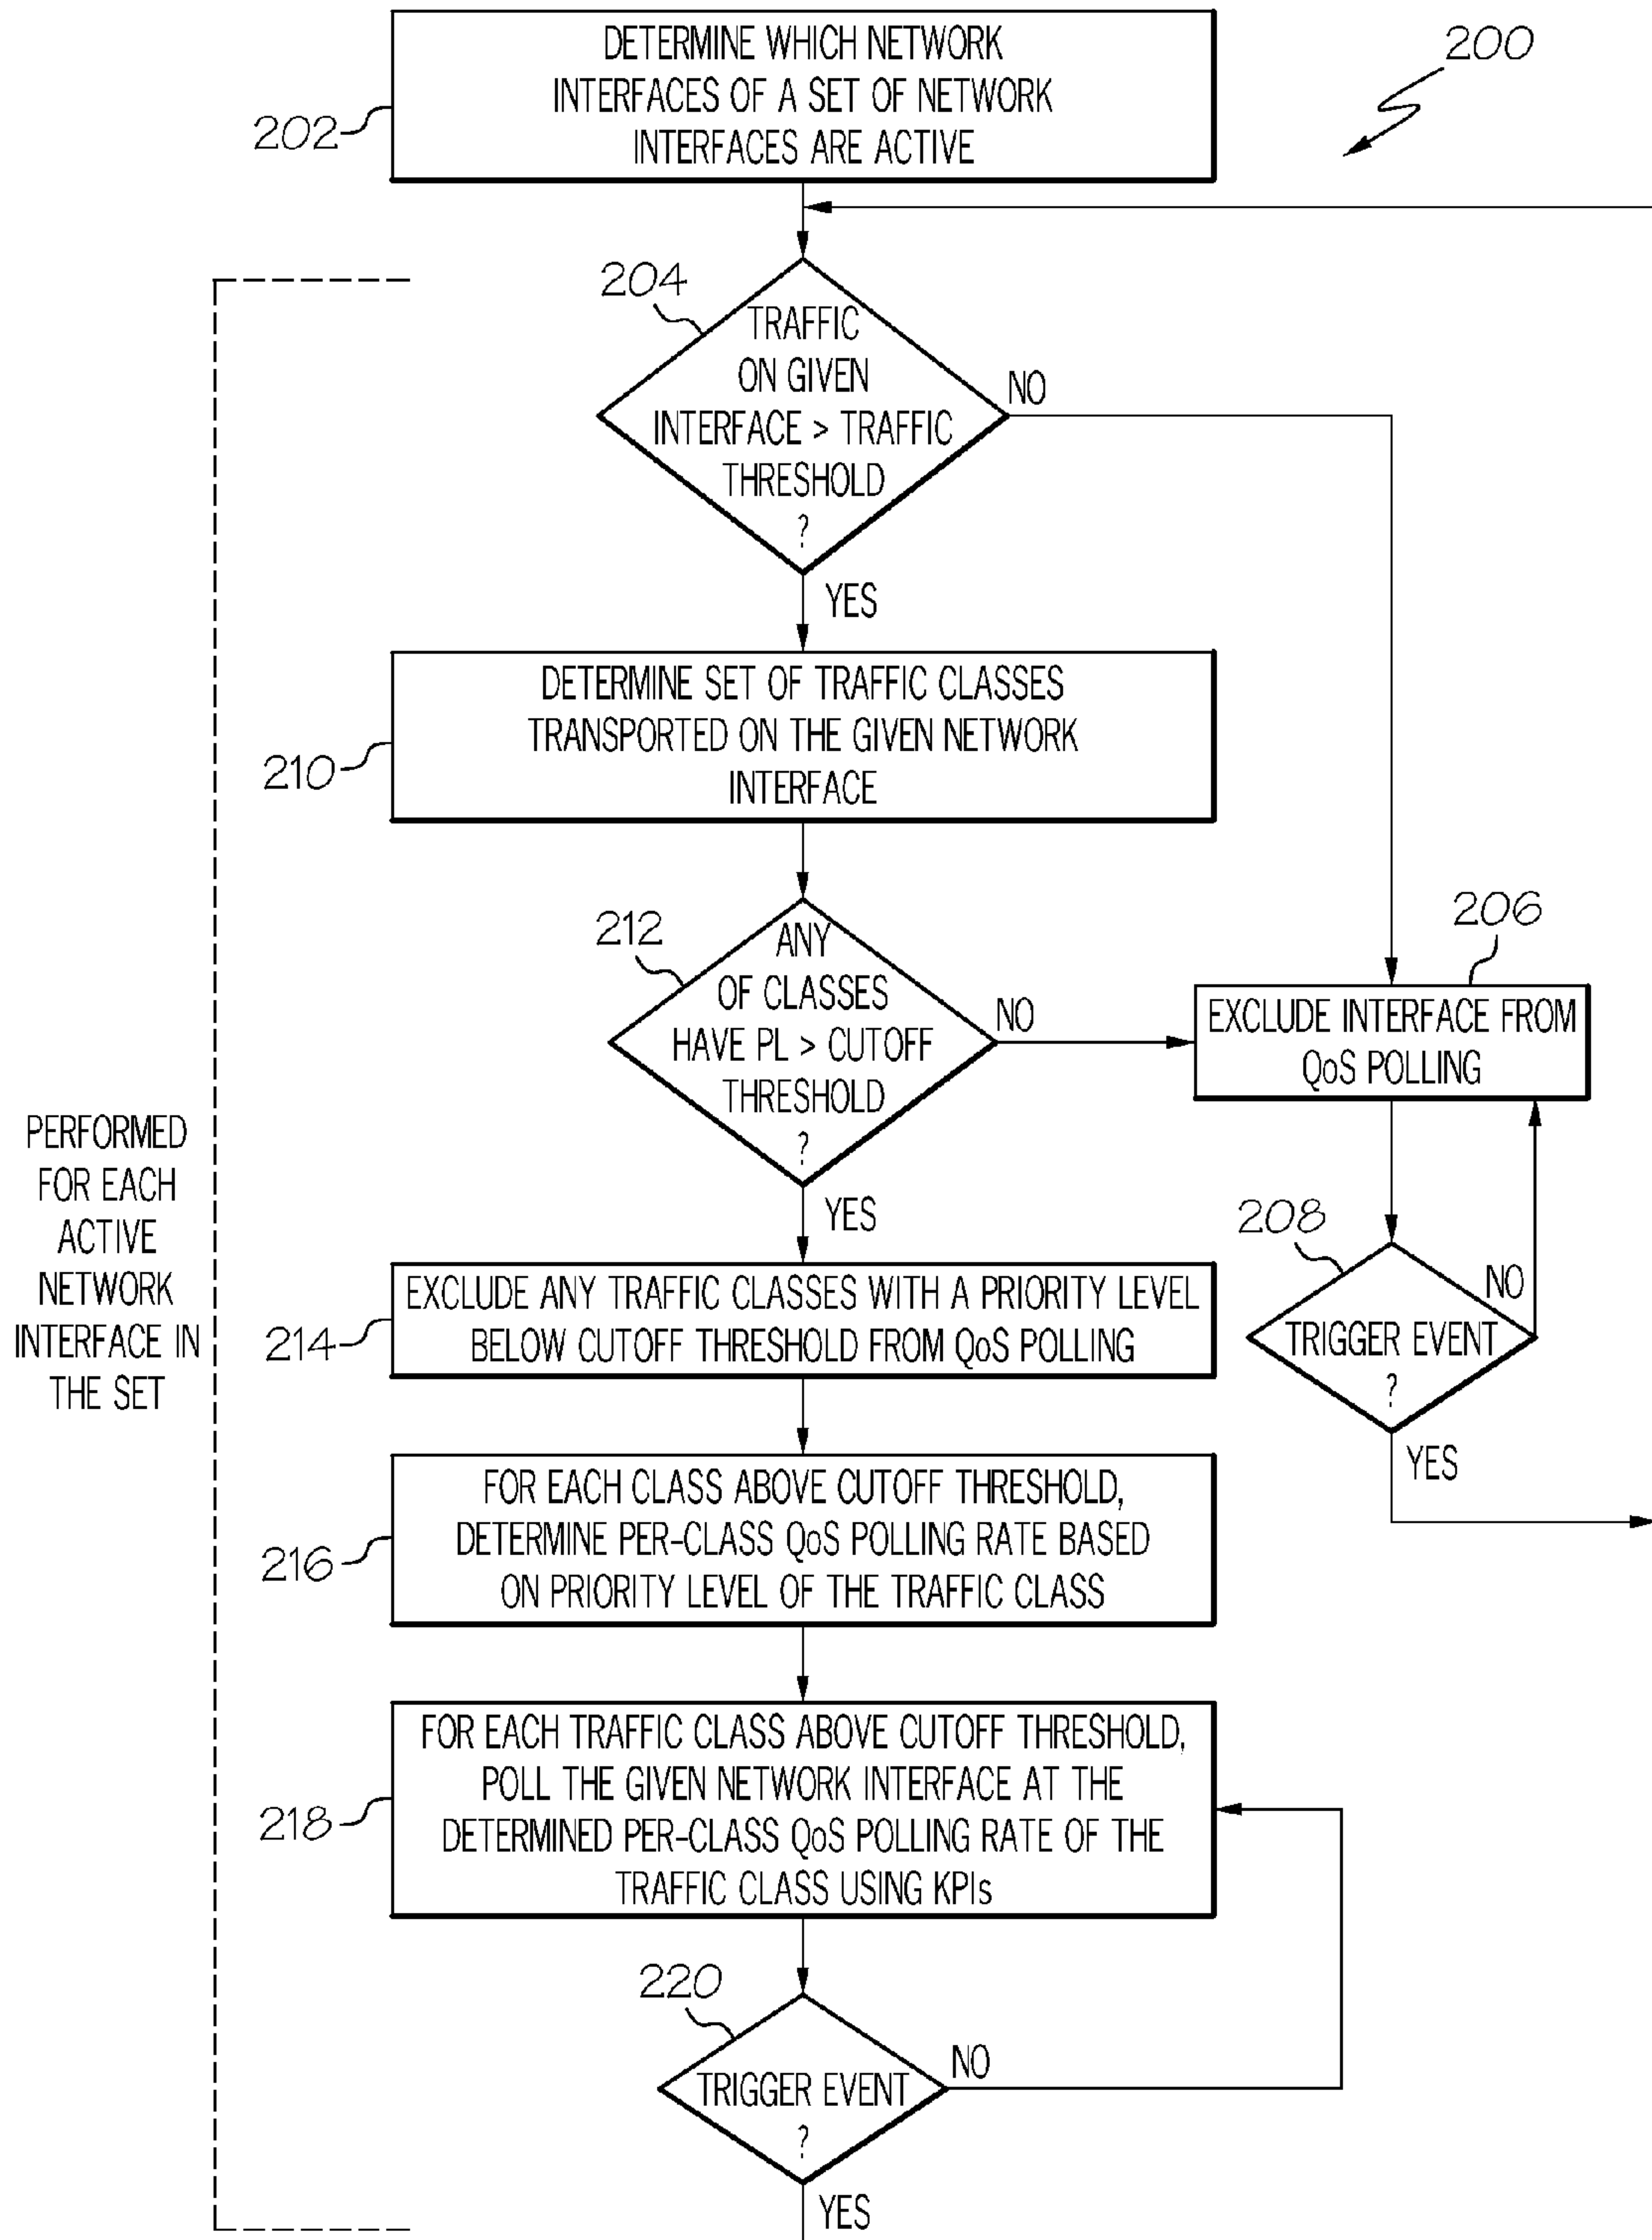 DETERMINE WHICH NETWORK
INTERFACES OF A SET OF NETWORK
INTERFACES ARE ACTIVE
202
200
204
TRAFFIC
ON GIVEN
INTERFACE > TRAFFIC
THRESHOLD
?
NO
YES
DETERMINE SET OF TRAFFIC CLASSES
TRANSPORTED ON THE GIVEN NETWORK
INTERFACE
210
212
ANY
OF CLASSES
HAVE PL > CUTOFF
THRESHOLD
?
NO
YES
206
EXCLUDE INTERFACE FROM
QoS POLLING
208
TRIGGER EVENT
?
NO
YES
PERFORMED
FOR EACH
ACTIVE
NETWORK
INTERFACE IN
THE SET
EXCLUDE ANY TRAFFIC CLASSES WITH A PRIORITY LEVEL
BELOW CUTOFF THRESHOLD FROM QoS POLLING
214
FOR EACH CLASS ABOVE CUTOFF THRESHOLD,
DETERMINE PER-CLASS QoS POLLING RATE BASED
ON PRIORITY LEVEL OF THE TRAFFIC CLASS
216
FOR EACH TRAFFIC CLASS ABOVE CUTOFF THRESHOLD,
POLL THE GIVEN NETWORK INTERFACE AT THE
DETERMINED PER-CLASS QoS POLLING RATE OF THE
TRAFFIC CLASS USING KPIs
218
220
TRIGGER EVENT
?
NO
YES